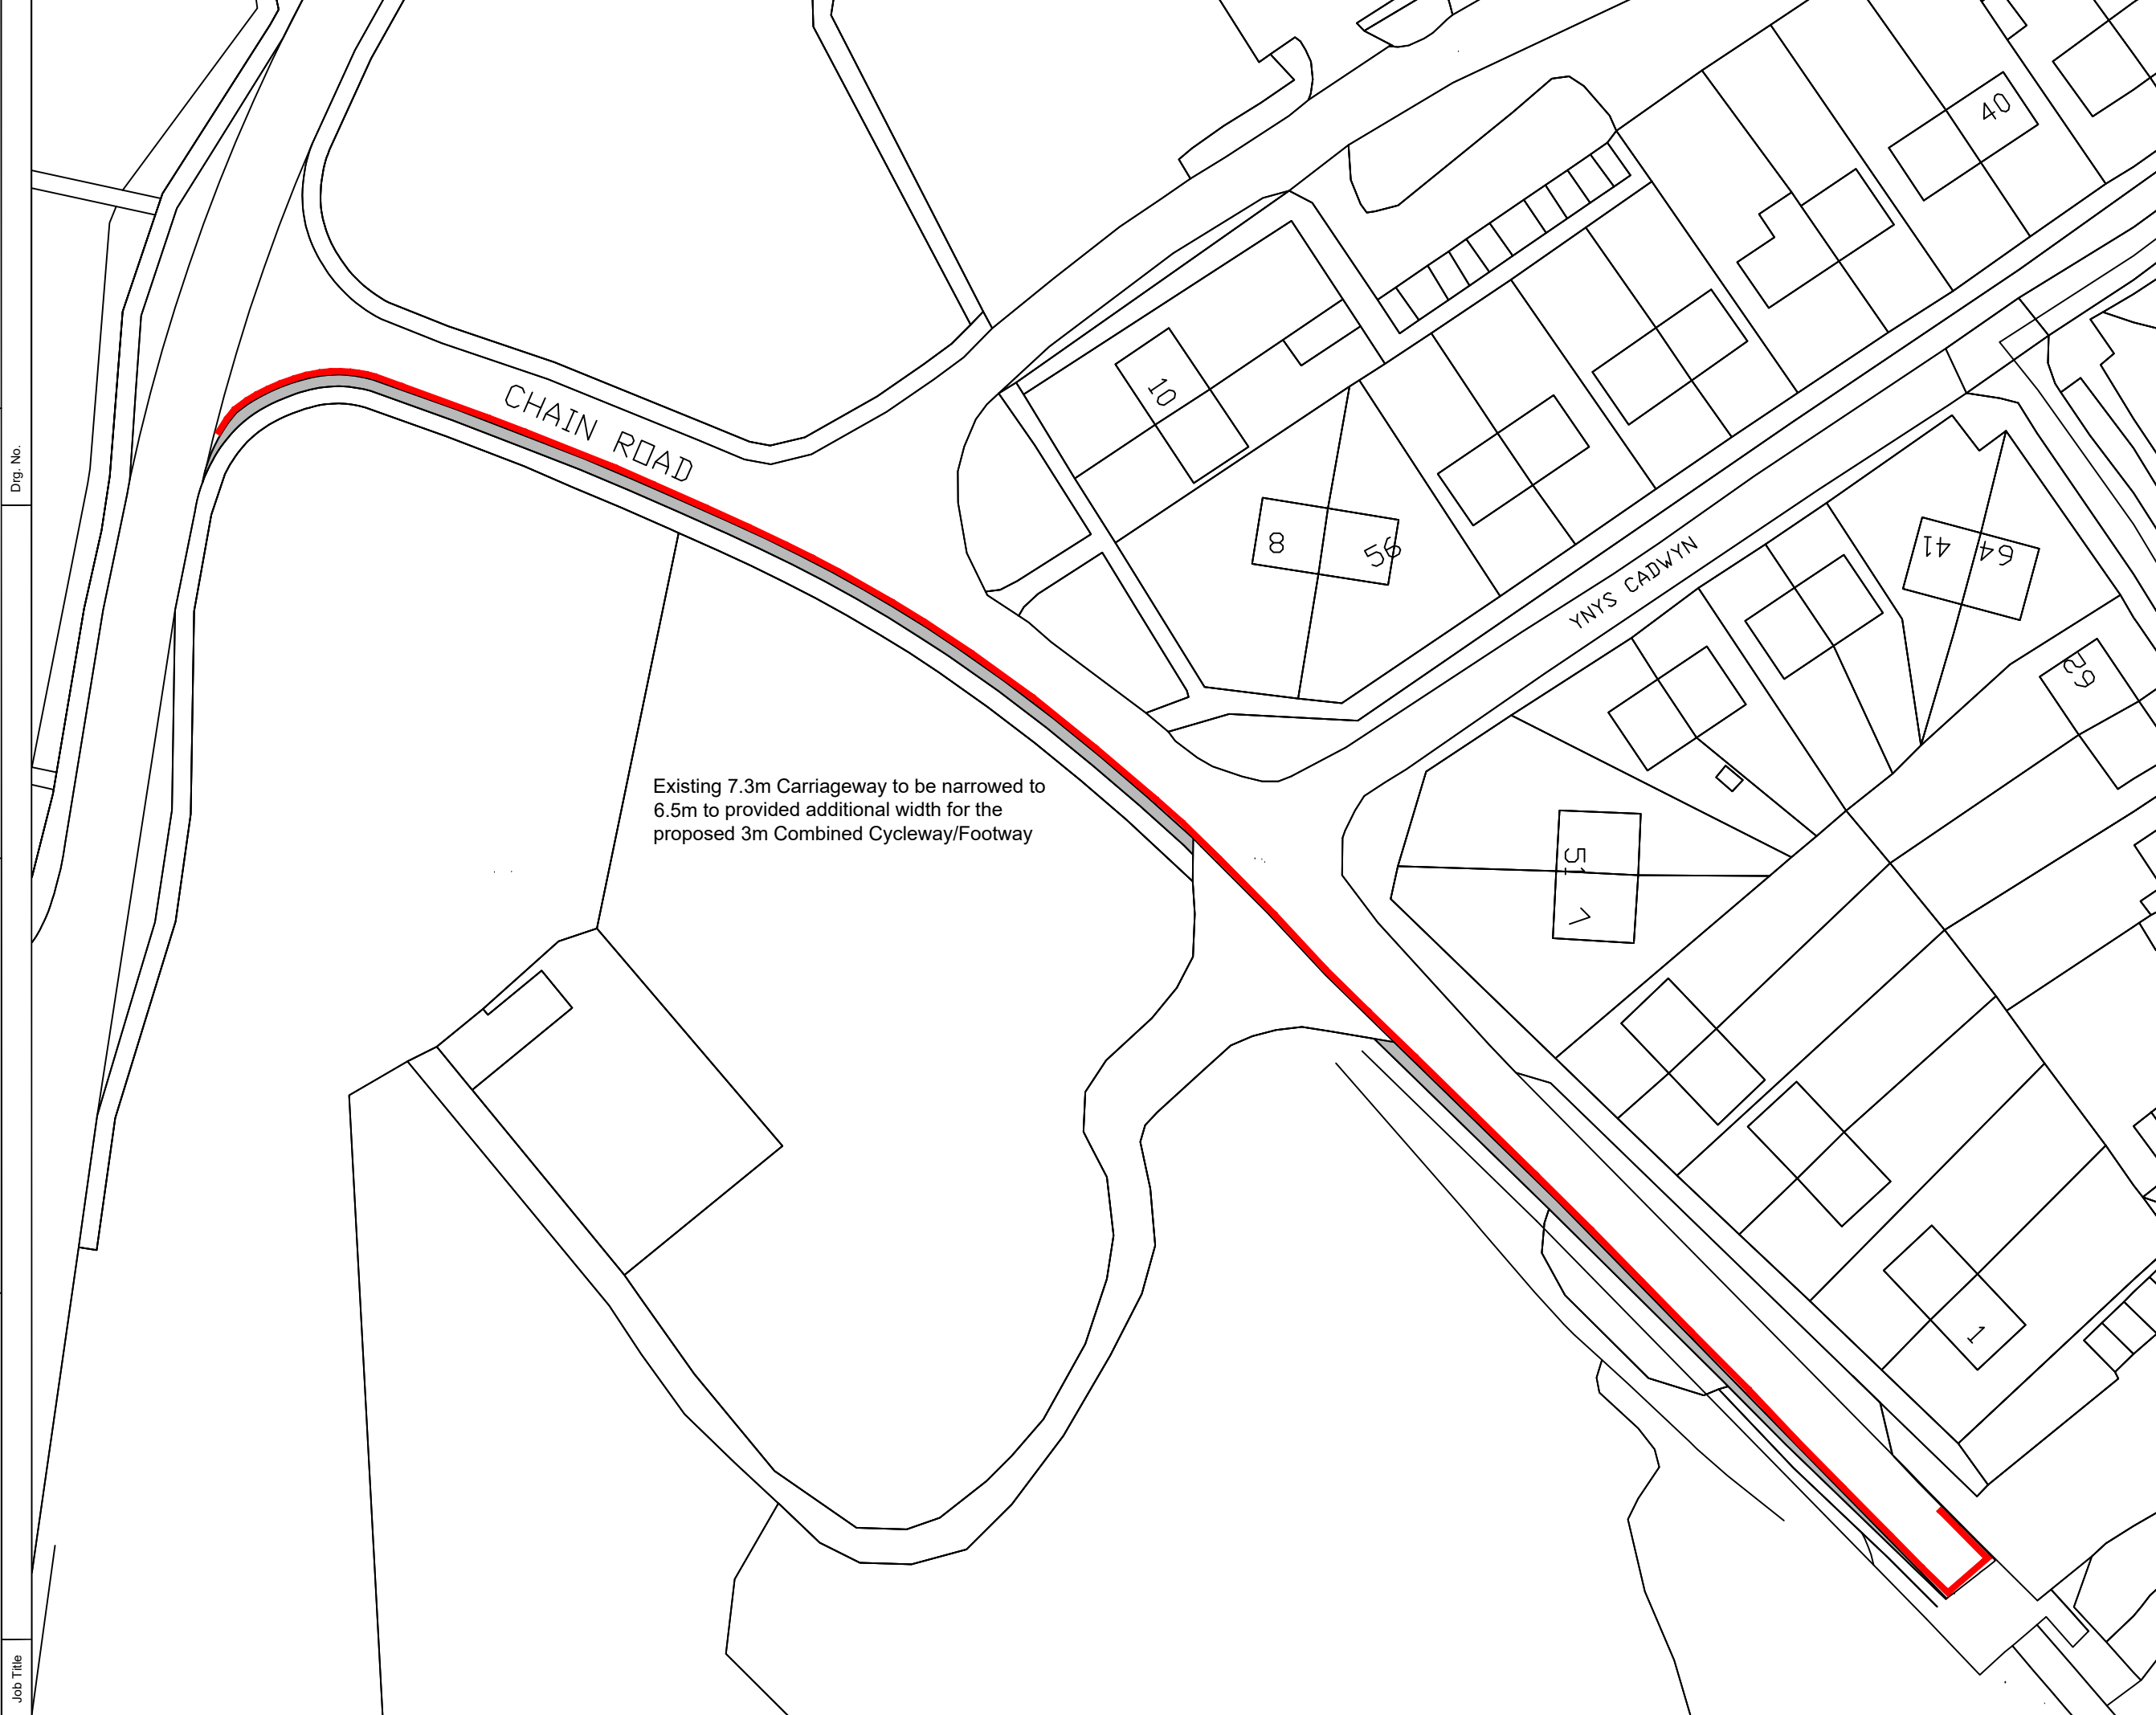 40
CHAIN ROAD
10
8
56
YNYS CADWYN
41
64
29
Existing 7.3m Carriageway to be narrowed to
6.5m to provided additional width for the
proposed 3m Combined Cycleway/Footway
51
7
1
Drg. No.
Job Title